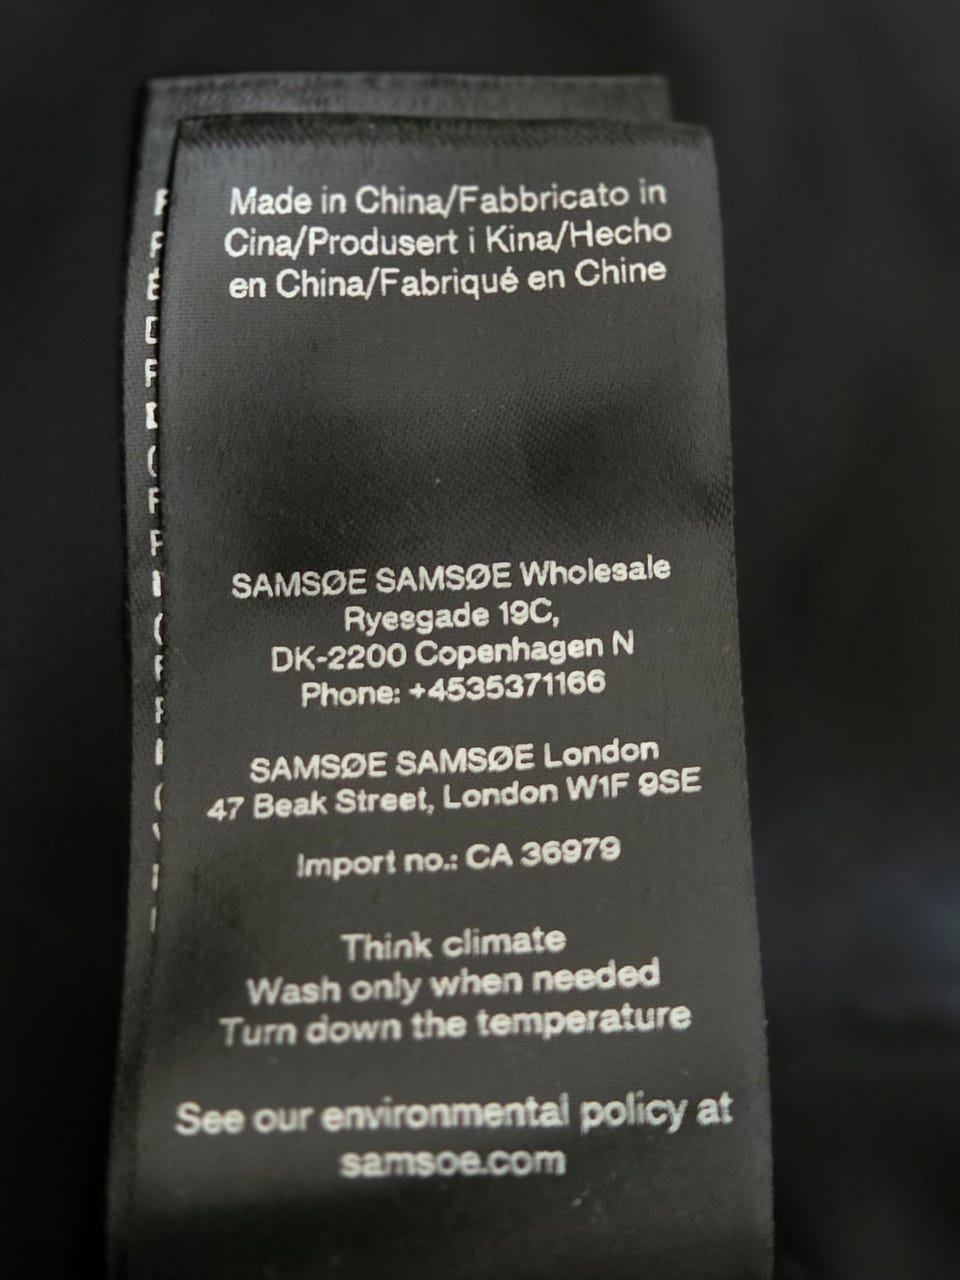 Made in China/Fabbricato in
Cina/Produsert i Kina/Hecho
en China/Fabriqué en Chine
SAMSØE SAMSØE Wholesale
Ryesgade 19C,
DK-2200 Copenhagen N
Phone: +4535371166
SAMSØE SAMSØE London
47 Beak Street, London W1F 9SE
Import no.: CA 36979
Think climate
Wash only when needed
Turn down the temperature
See our environmental policy at
samsoe.com